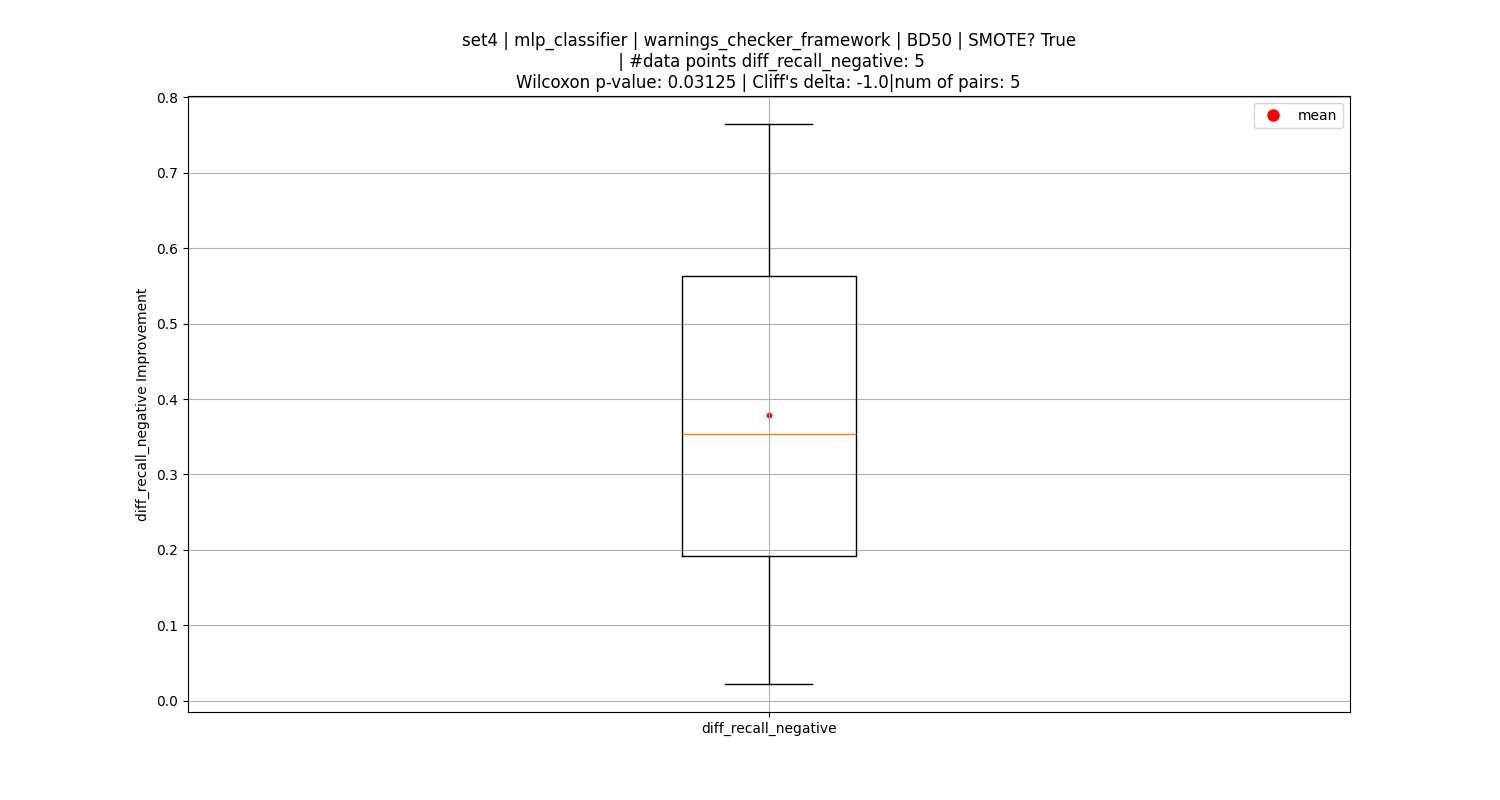 set4 | mlp_classifier | warnings_checker_framework | BD50 | SMOTE? True
| #data points diff_recall_negative: 5
Wilcoxon p-value: 0.03125 | Cliff's delta: -1.0|num of pairs: 5
mean
0.8
0.7
0.6
0.5
0.4
0.3
0.2
0.1
0.0
diff_recall_negative Improvement
diff_recall_negative